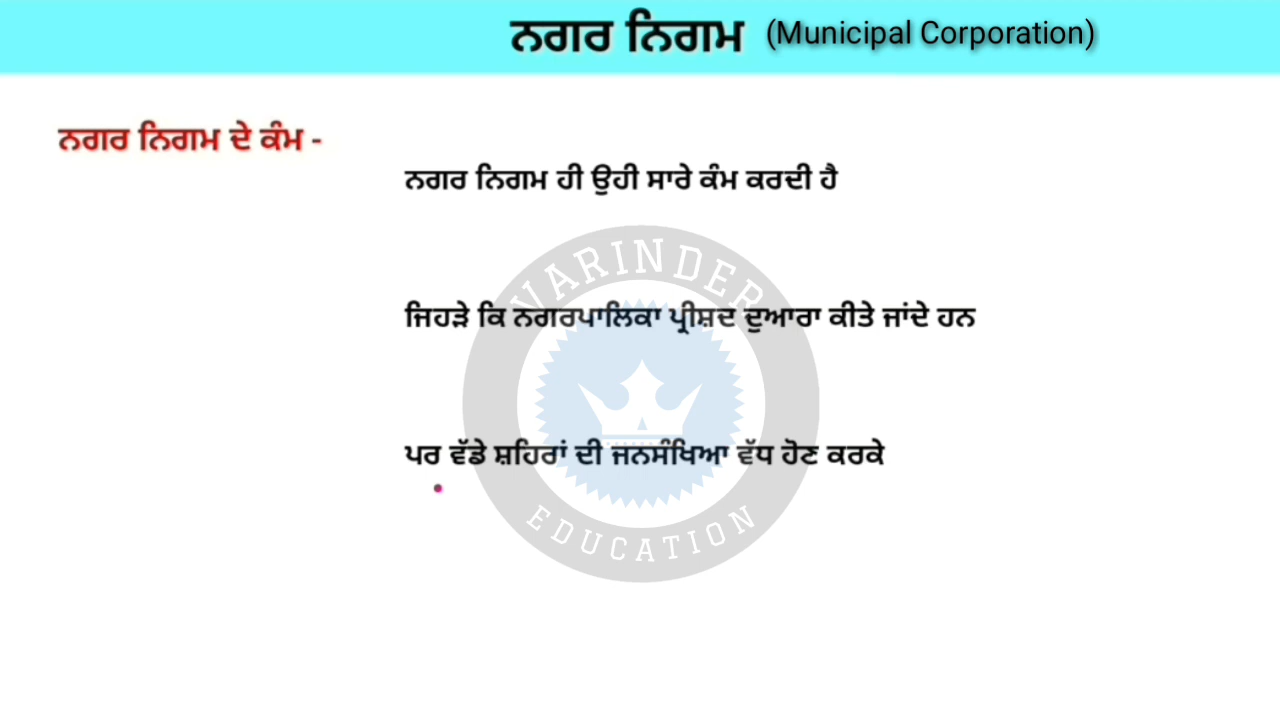 ਨਗਰ ਨਿਗਮ (Municipal Corporation)
ਨਗਰ ਨਿਗਮ ਦੇ ਕੰਮ -
ਨਗਰ ਨਿਗਮ ਹੀ ਉਹੀ ਸਾਰੇ ਕੰਮ ਕਰਦੀ ਹੈ
VARINDER
ਜਿਹੜੇ ਕਿ ਨਗਰਪਾਲਿਕਾ ਪ੍ਰੀਸ਼ਦ ਦੁਆਰਾ ਕੀਤੇ ਜਾਂਦੇ ਹਨ
ਪਰ ਵੱਡੇ ਸ਼ਹਿਰਾਂ ਦੀ ਜਨਸੰਖਿਆ ਵੱਧ ਹੋਣ ਕਰਕੇ
EDUCATION